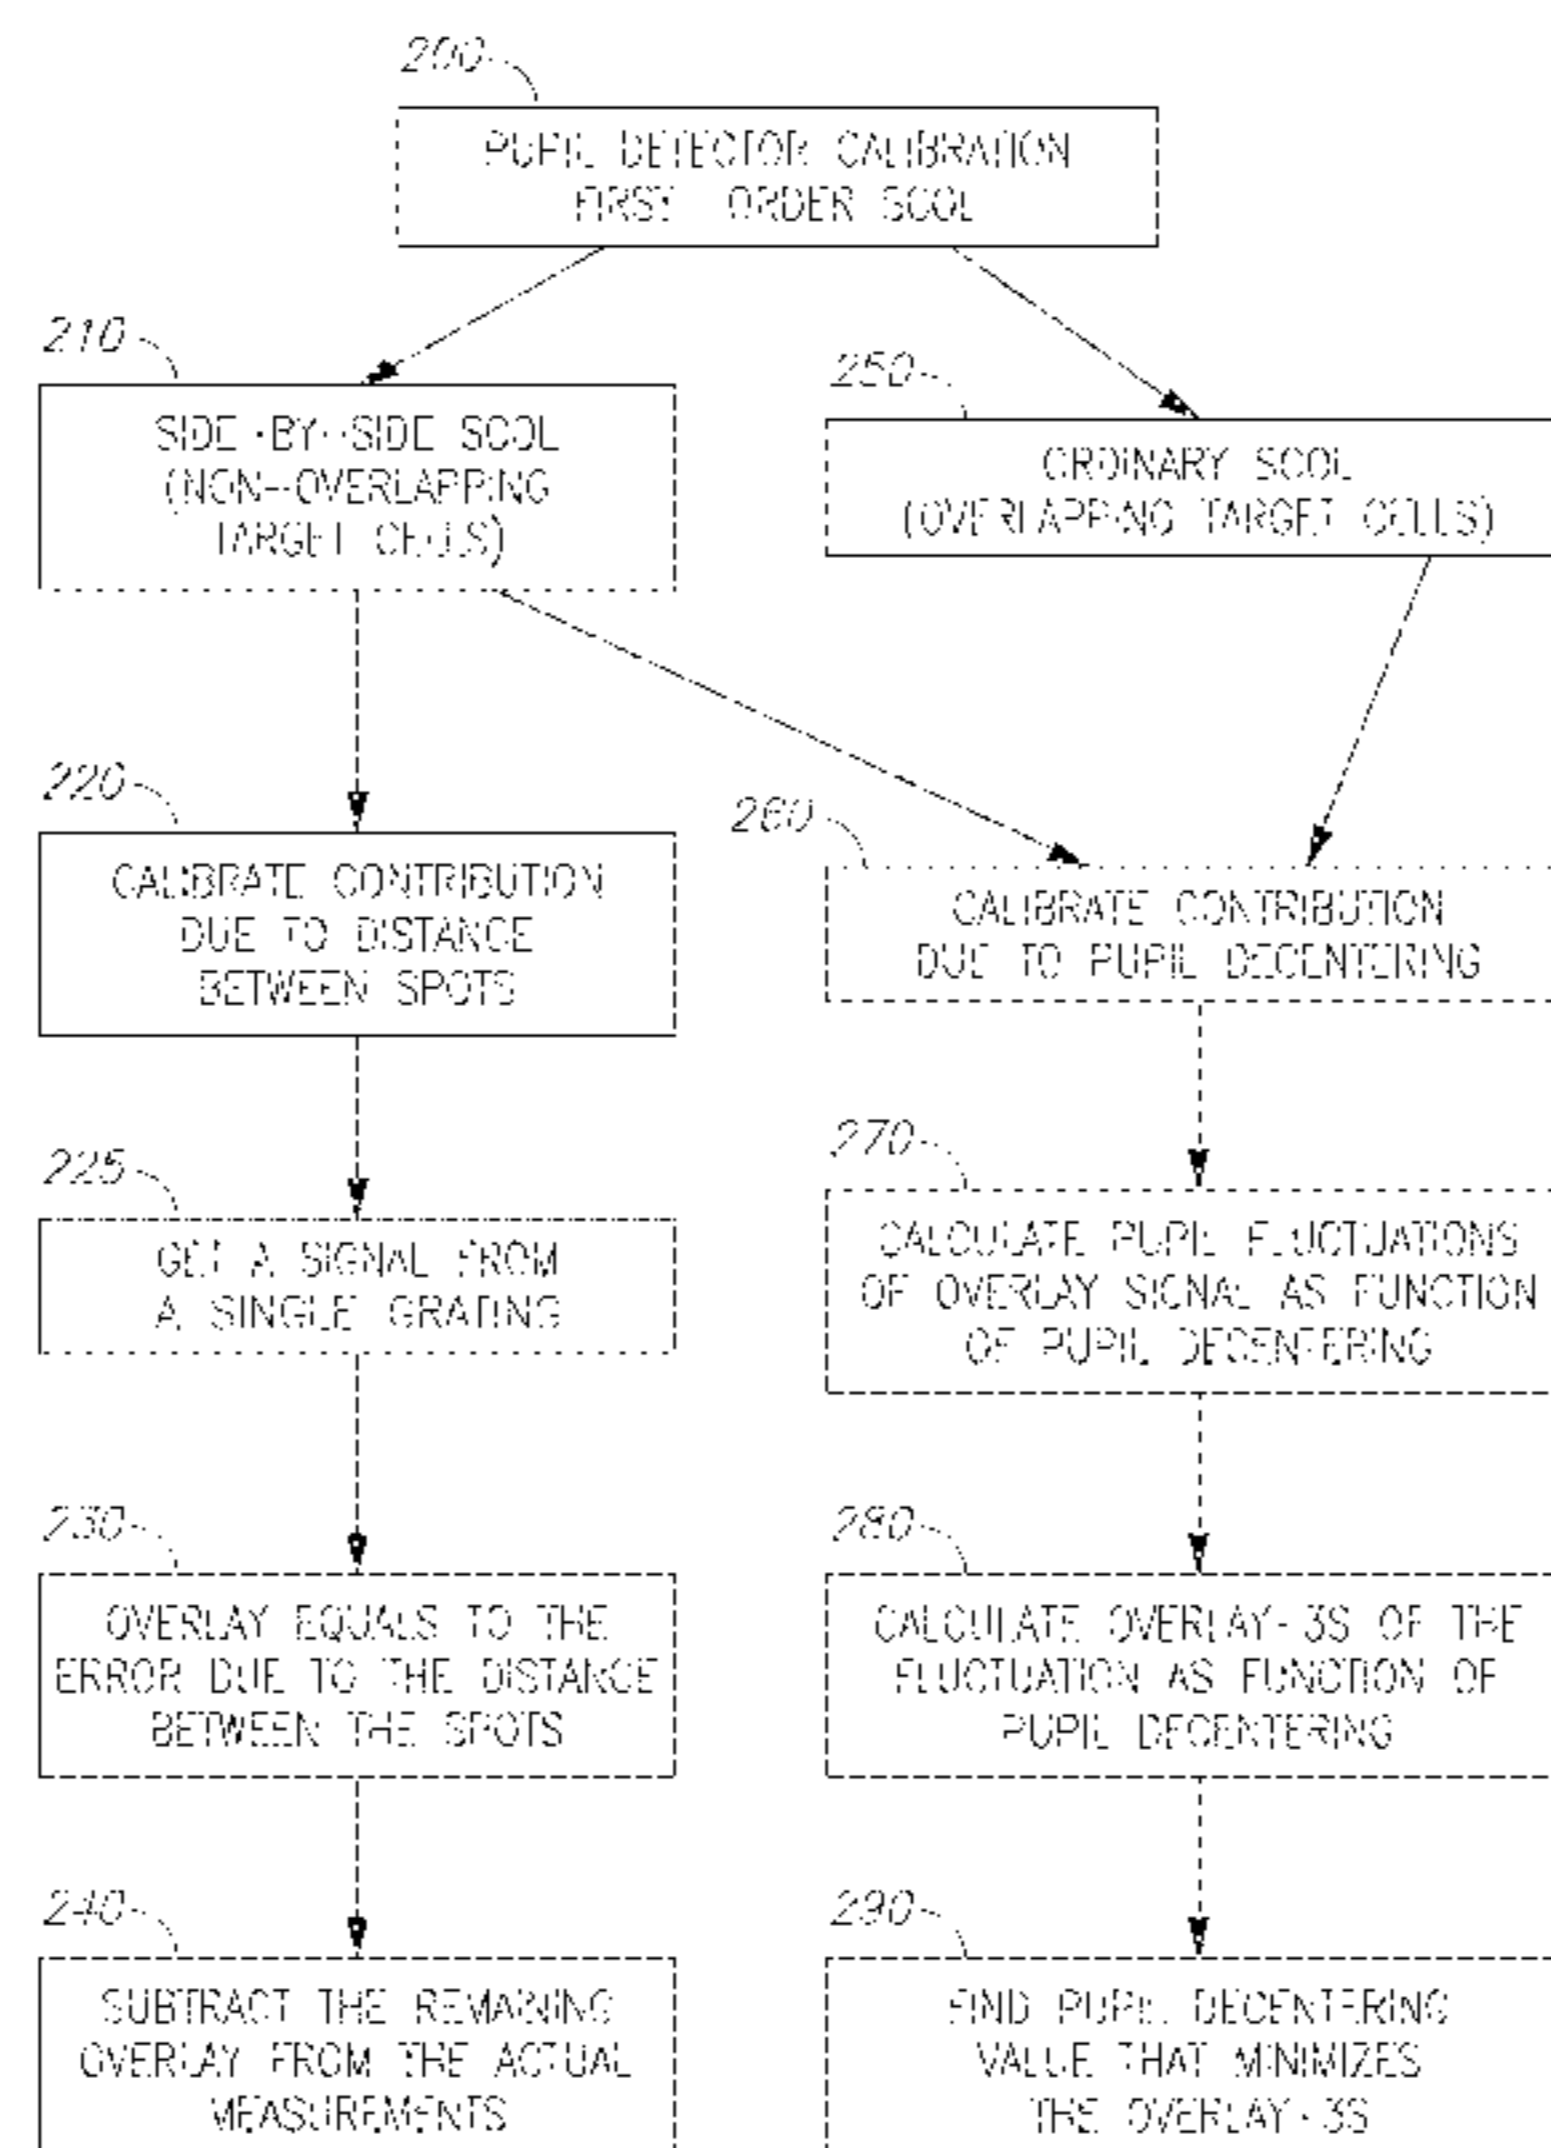 200
PUPIL DETECTOR CALIBRATION
FIRST ORDER SCOL
210
SIDE-BY-SIDE SCOL
(NON-OVERLAPPING
TARGET CELLS)
250
ORDINARY SCOL
(OVERLAPPING TARGET CELLS)
220
CALIBRATE CONTRIBUTION
DUE TO DISTANCE
BETWEEN SPOTS
260
CALIBRATE CONTRIBUTION
DUE TO PUPIL DECENTERING
225
GET A SIGNAL FROM
A SINGLE GRATING
270
CALCULATE PUPIL FLUCTUATIONS
OF OVERLAY SIGNAL AS FUNCTION
OF PUPIL DECENTERING
230
OVERLAY EQUALS TO THE
ERROR DUE TO THE DISTANCE
BETWEEN THE SPOTS
280
CALCULATE OVERLAY-3S OF THE
FLUCTUATION AS FUNCTION OF
PUPIL DECENTERING
240
SUBTRACT THE REMAINING
OVERLAY FROM THE ACTUAL
MEASUREMENTS
290
FIND PUPIL DECENTERING
VALUE THAT MINIMIZES
THE OVERLAY-3S